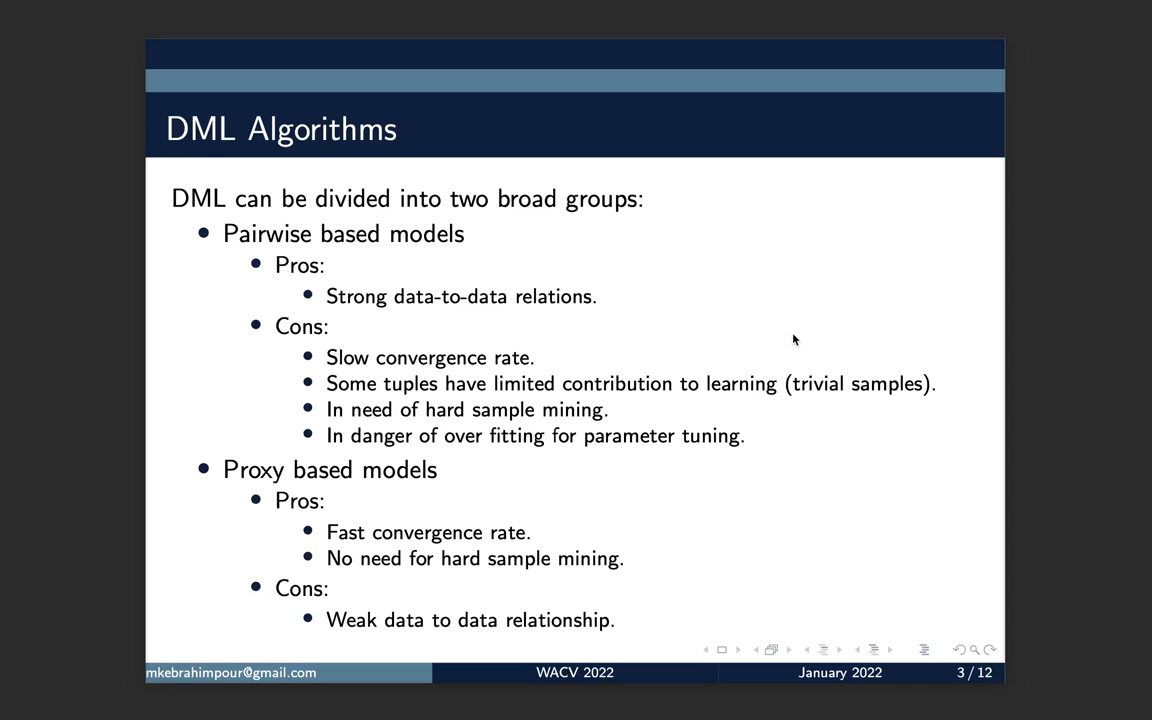 DML Algorithms
DML can be divided into two broad groups:
Pairwise based models
Pros:
Strong data-to-data relations.
Cons:
Slow convergence rate.
Some tuples have limited contribution to learning (trivial samples).
In need of hard sample mining.
In danger of over fitting for parameter tuning.
Proxy based models
Pros:
Fast convergence rate.
No need for hard sample mining.
Cons:
Weak data to data relationship.
mkebrahimpour@gmail.com WACV 2022 January 2022 3 / 12